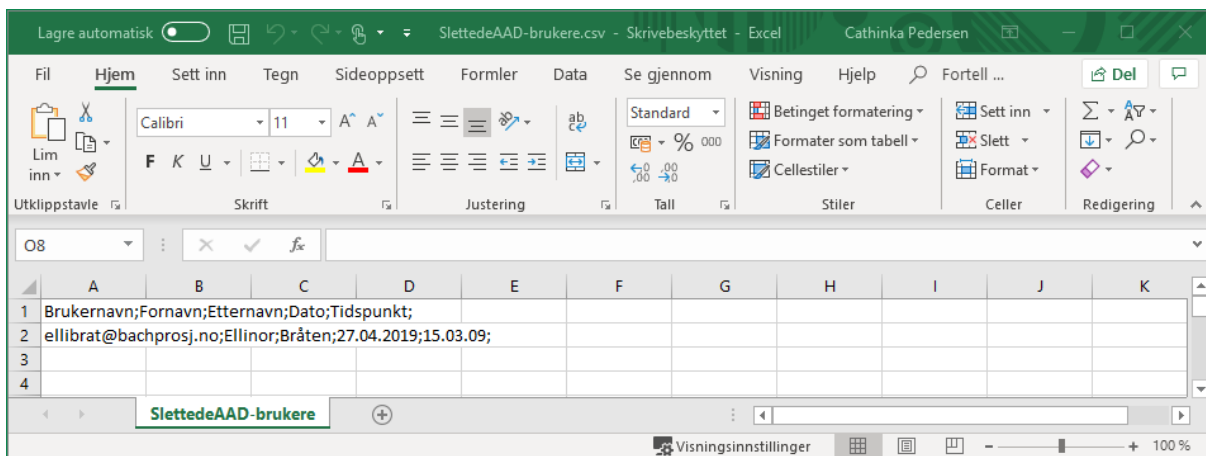 Lagre automatisk SlettedeAAD-brukere.csv - Skrivebeskyttet - Excel Cathinka Pedersen
Fil Hjem Sett inn Tegn Sideoppsett Formler Data Se gjennom Visning Hjelp Fortell ... Del
Lim inn
Calibri 11 A A
F K U A
ab c
Standard
% 000
,00 ,00
Betinget formatering
Formater som tabell
Cellestiler
Sett inn
Slett
Format
Utklippstavle Skrift Justering Tall Stiler Celler Redigering
O8 fx
A B C D E F G H I J K
1 Brukernavn;Fornavn;Etternavn;Dato;Tidspunkt;
2 ellibrat@bachprosj.no;Ellinor;Bråten;27.04.2019;15.03.09;
3
4
SlettedeAAD-brukere
Visningsinnstillinger 100 %